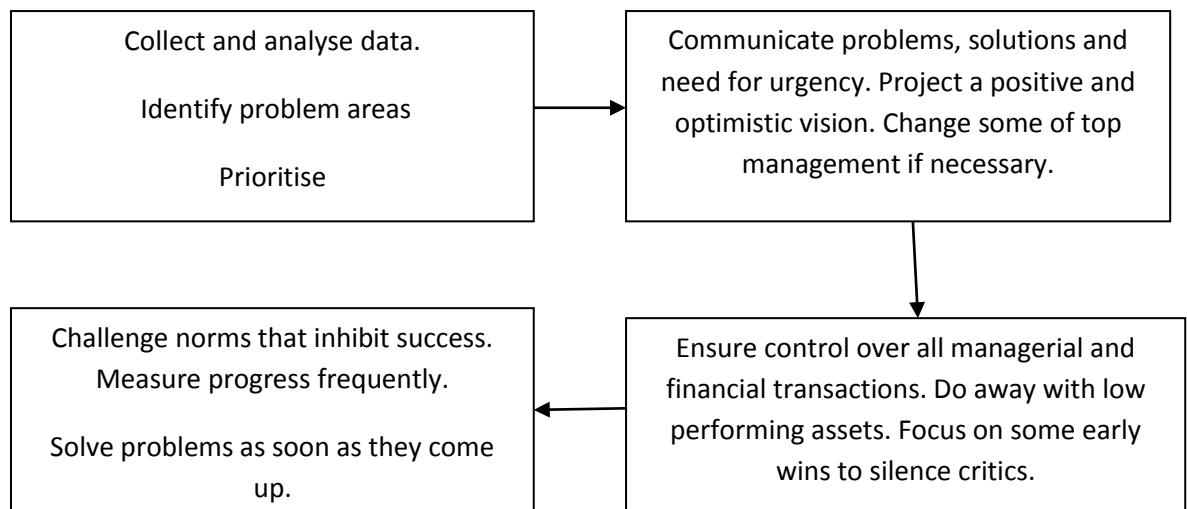 Collect and analyse data.
Identify problem areas
Prioritise
Communicate problems, solutions and
need for urgency. Project a positive and
optimistic vision. Change some of top
management if necessary.
Ensure control over all managerial and
financial transactions. Do away with low
performing assets. Focus on some early
wins to silence critics.
Challenge norms that inhibit success.
Measure progress frequently.
Solve problems as soon as they come
up.